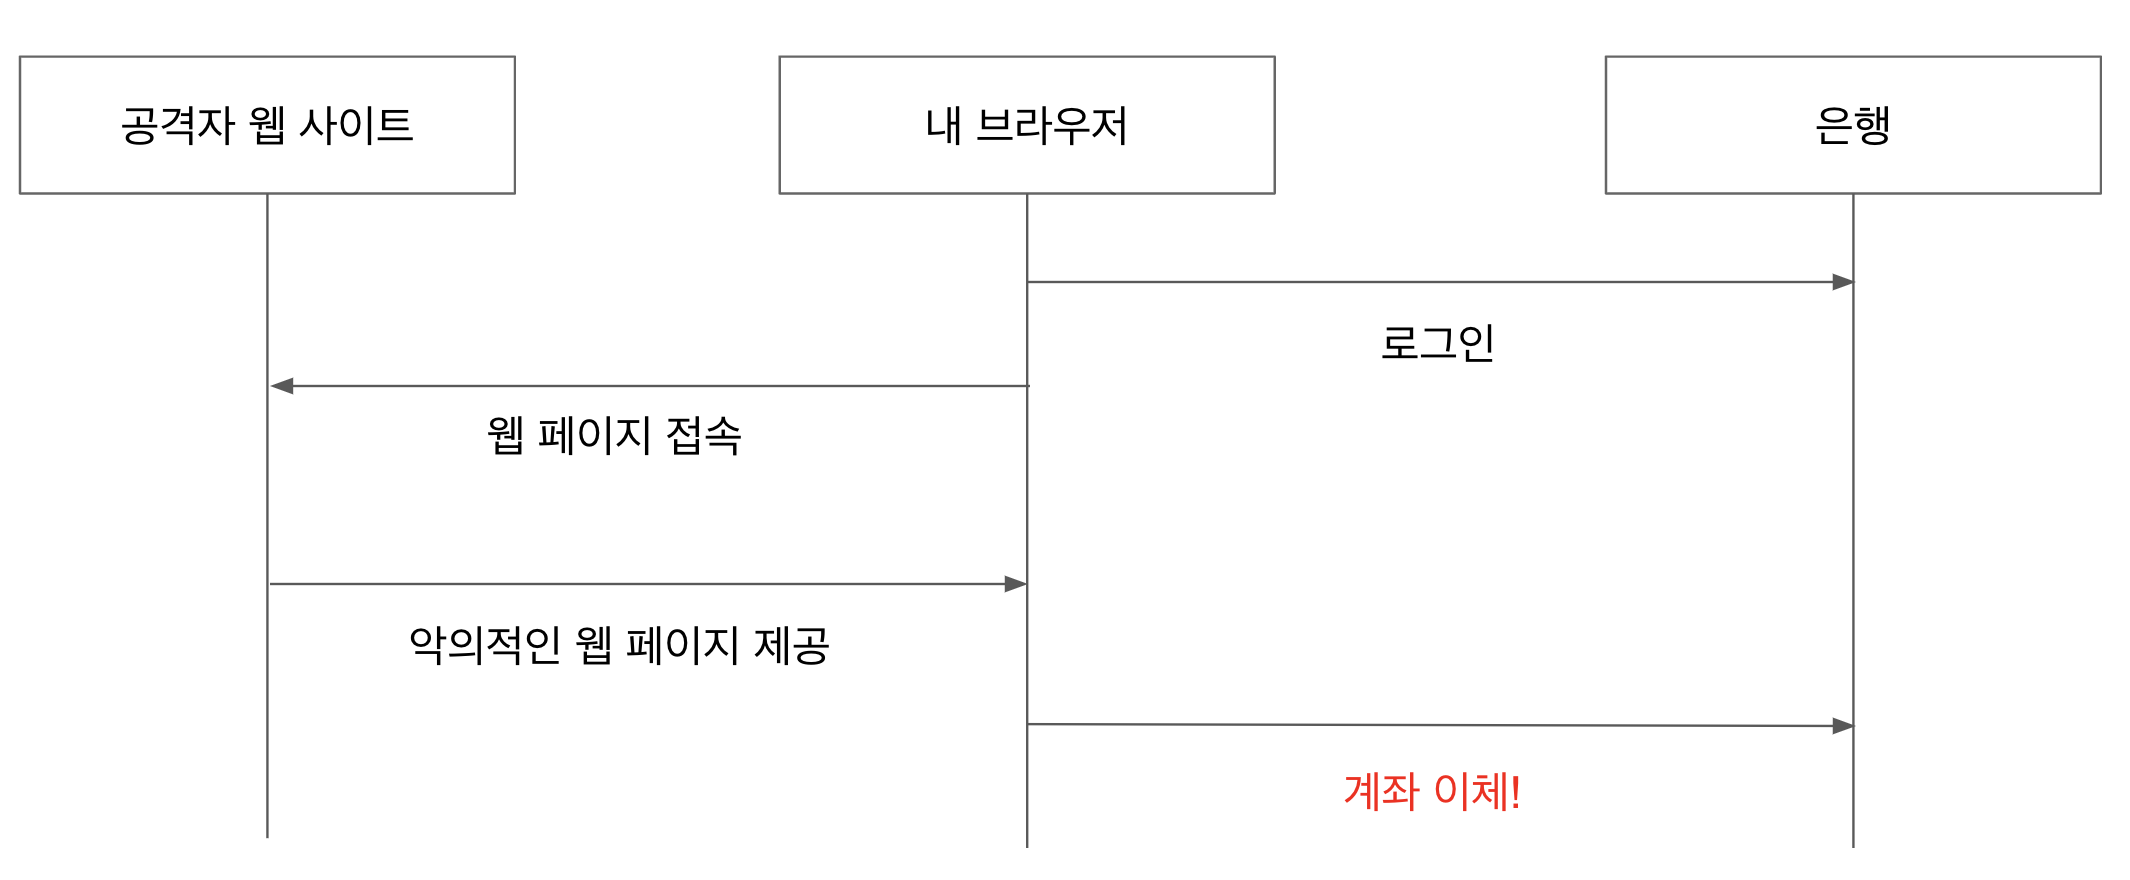 공격자 웹 사이트
내 브라우저
은행
로그인
웹 페이지 접속
악의적인 웹 페이지 제공
계좌 이체!